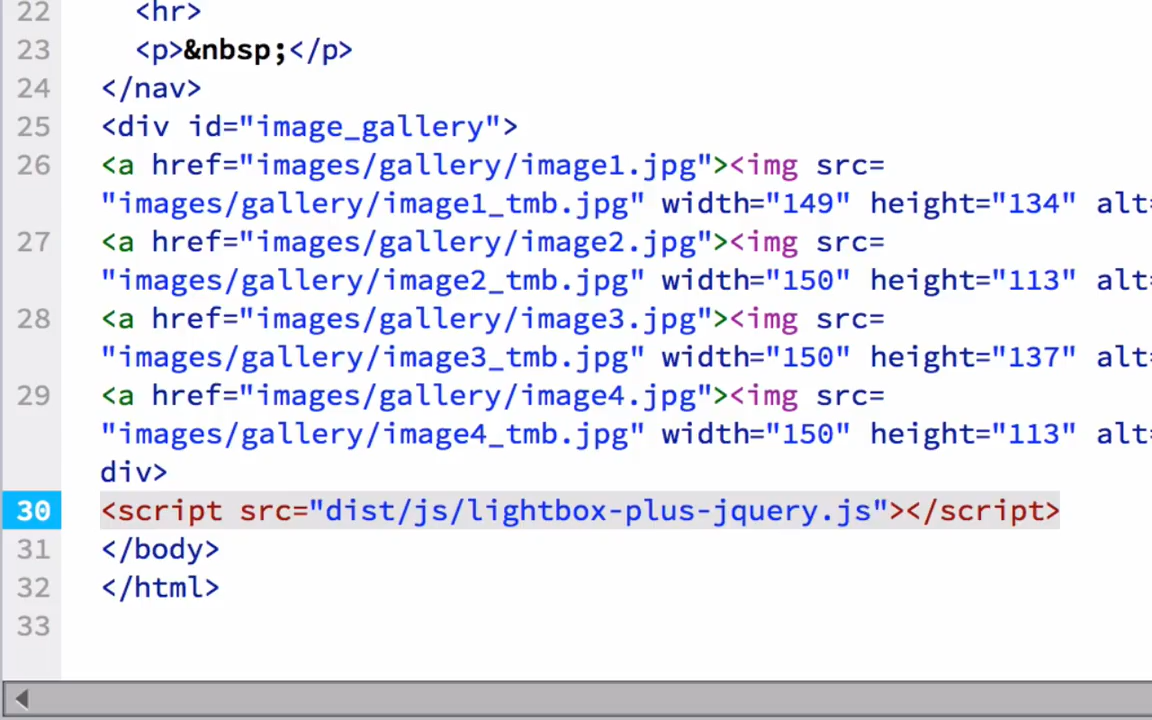 22 <hr>
23 <p>&nbsp;</p>
24 </nav>
25 <div id="image_gallery">
26 <a href="images/gallery/image1.jpg"><img src=
"images/gallery/image1_tmb.jpg" width="149" height="134" alt=
27 <a href="images/gallery/image2.jpg"><img src=
"images/gallery/image2_tmb.jpg" width="150" height="113" alt=
28 <a href="images/gallery/image3.jpg"><img src=
"images/gallery/image3_tmb.jpg" width="150" height="137" alt=
29 <a href="images/gallery/image4.jpg"><img src=
"images/gallery/image4_tmb.jpg" width="150" height="113" alt=
div>
30 <script src="dist/js/lightbox-plus-jquery.js"></script>
31 </body>
32 </html>
33